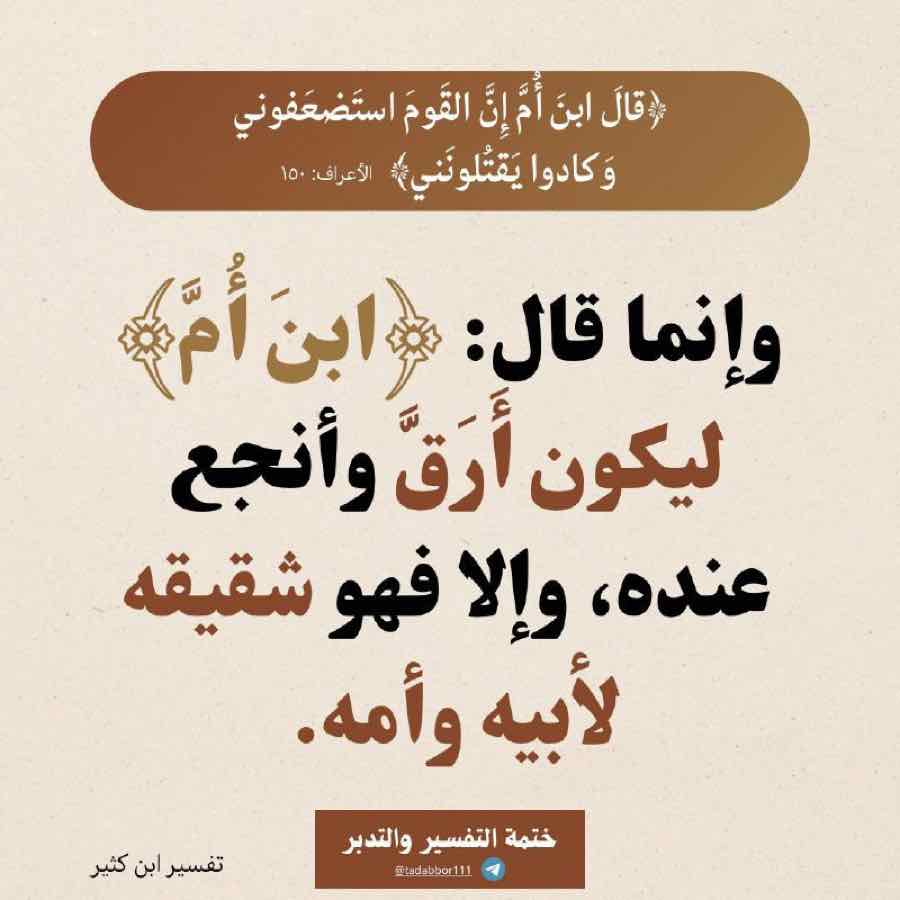 ﴿قالَ ابنَ أُمَّ إِنَّ القَومَ استَضعَفوني
وَكادوا يَقتُلونَني﴾ الأعراف: ١٥٠
وإنما قال: ﴿ابنَ أُمَّ﴾
ليكون أَرَقَّ وأنجع
عنده، وإلا فهو شقيقه
لأبيه وأمه.
ختمة التفسير والتدبر
@tadabbor111
تفسير ابن كثير